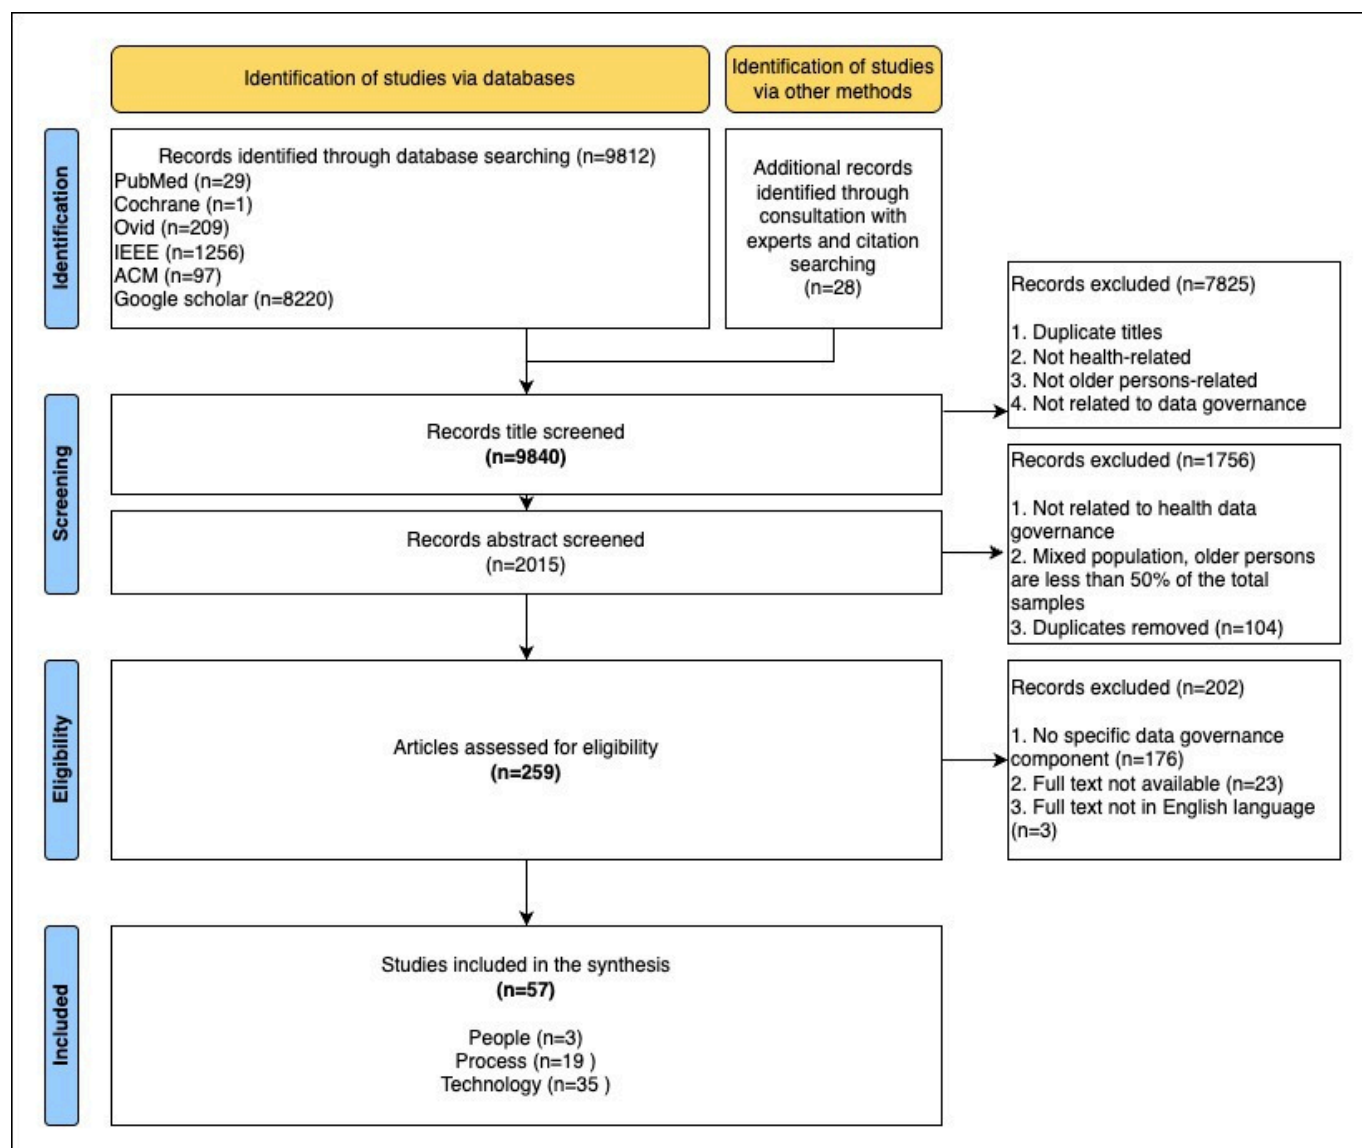 Identification of studies via databases
Identification of studies
via other methods
Identification
Records identified through database searching (n=9812)
PubMed (n=29)
Cochrane (n=1)
Ovid (n=209)
IEEE (n=1256)
ACM (n=97)
Google scholar (n=8220)
Additional records
identified through
consultation with
experts and citation
searching
(n=28)
Records excluded (n=7825)
1. Duplicate titles
2. Not health-related
3. Not older persons-related
4. Not related to data governance
Screening
Records title screened
(n=9840)
Records abstract screened
(n=2015)
Records excluded (n=1756)
1. Not related to health data
governance
2. Mixed population, older persons
are less than 50% of the total
samples
3. Duplicates removed (n=104)
Eligibility
Articles assessed for eligibility
(n=259)
Records excluded (n=202)
1. No specific data governance
component (n=176)
2. Full text not available (n=23)
3. Full text not in English language
(n=3)
Included
Studies included in the synthesis
(n=57)
People (n=3)
Process (n=19 )
Technology (n=35 )